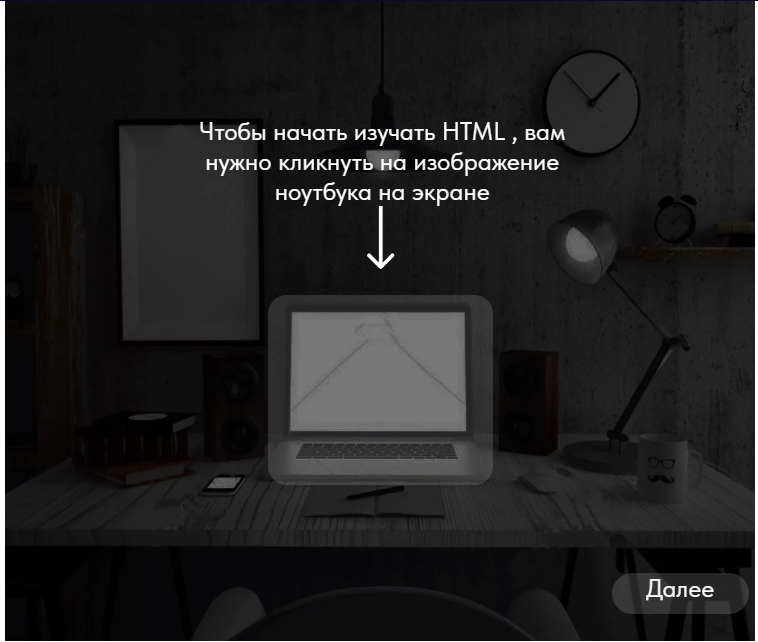 Чтобы начать изучать HTML , вам
нужно кликнуть на изображение
ноутбука на экране
Далее